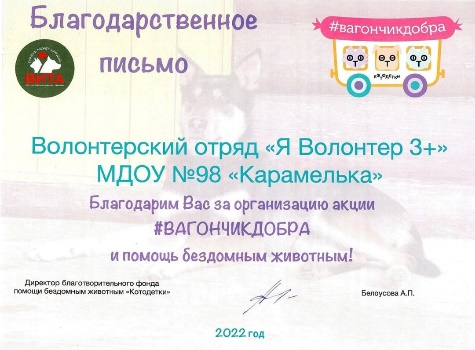 Благодарственное
письмо
ВИТА
#вагончикдобра
котодетки
Волонтерский отряд «Я Волонтер 3+»
МДОУ №98 «Карамелька»
Благодарим Вас за организацию акции
#ВАГОНЧИКДОБРА
и помощь бездомным животным!
Директор благотворительного фонда
помощи бездомным животным «Котодетки»
Белоусова А.П.
2022 год